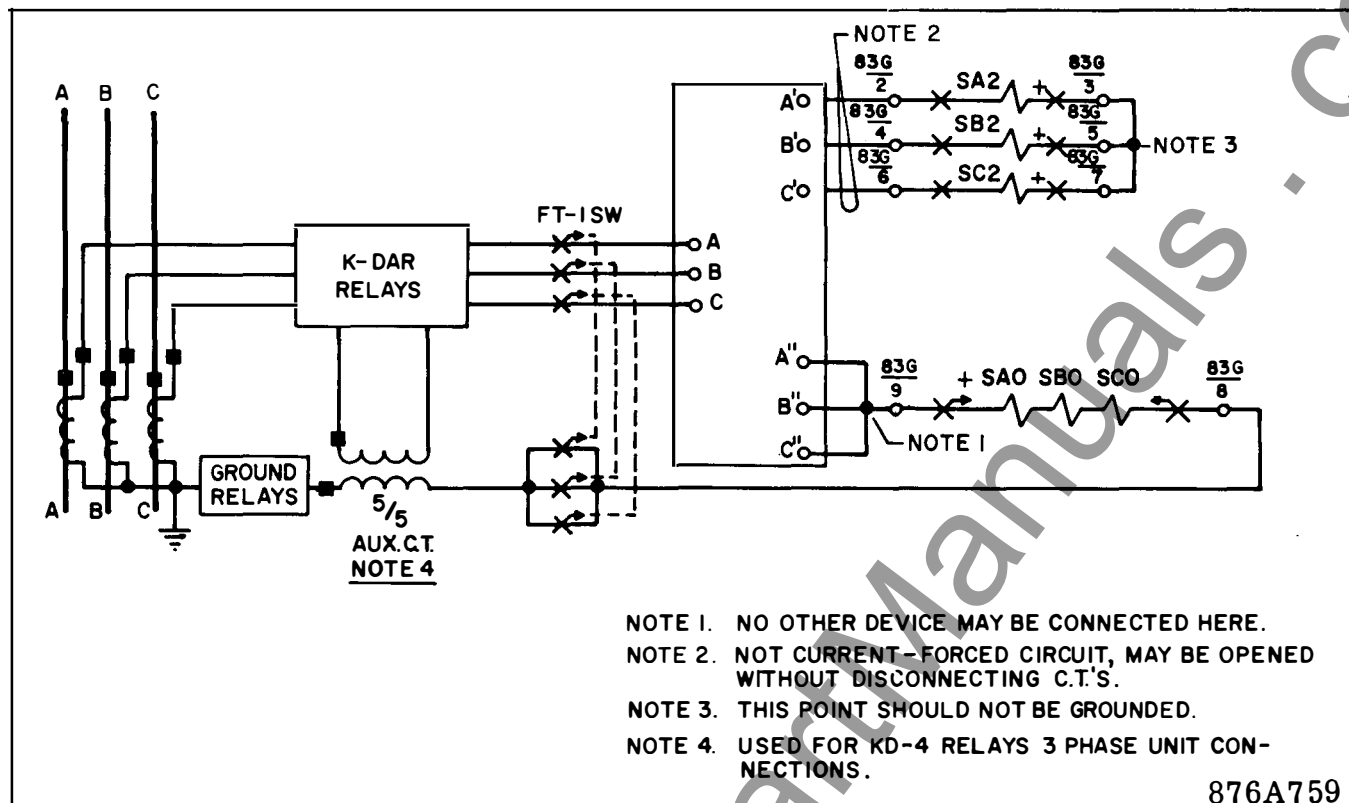 NOTE 2
A B C
83G
2
SA2
+
83G
3
A'
83G
4
SB2
+
83G
5
B'
NOTE 3
83G
6
SC2
+
83G
7
C'
FT-1SW
K-DAR
RELAYS
A
B
C
A"
83G
9
+ SAO SBO SCO
83G
8
B"
NOTE 1
C"
GROUND
RELAYS
5/5
AUX.C.T.
NOTE 4
A B C
NOTE 1. NO OTHER DEVICE MAY BE CONNECTED HERE.
NOTE 2. NOT CURRENT-FORCED CIRCUIT, MAY BE OPENED
WITHOUT DISCONNECTING C.T.'S.
NOTE 3. THIS POINT SHOULD NOT BE GROUNDED.
NOTE 4. USED FOR KD-4 RELAYS 3 PHASE UNIT CON-
NECTIONS.
876A759